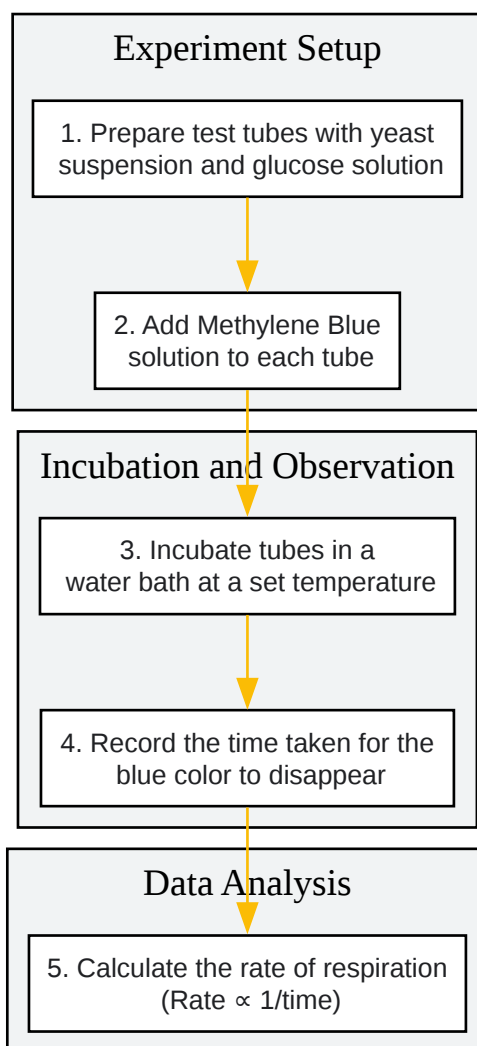 Experiment Setup
1. Prepare test tubes with yeast
suspension and glucose solution
2. Add Methylene Blue
solution to each tube
Incubation and Observation
3. Incubate tubes in a
water bath at a set temperature
4. Record the time taken for the
blue color to disappear
Data Analysis
5. Calculate the rate of respiration
(Rate ∝ 1/time)